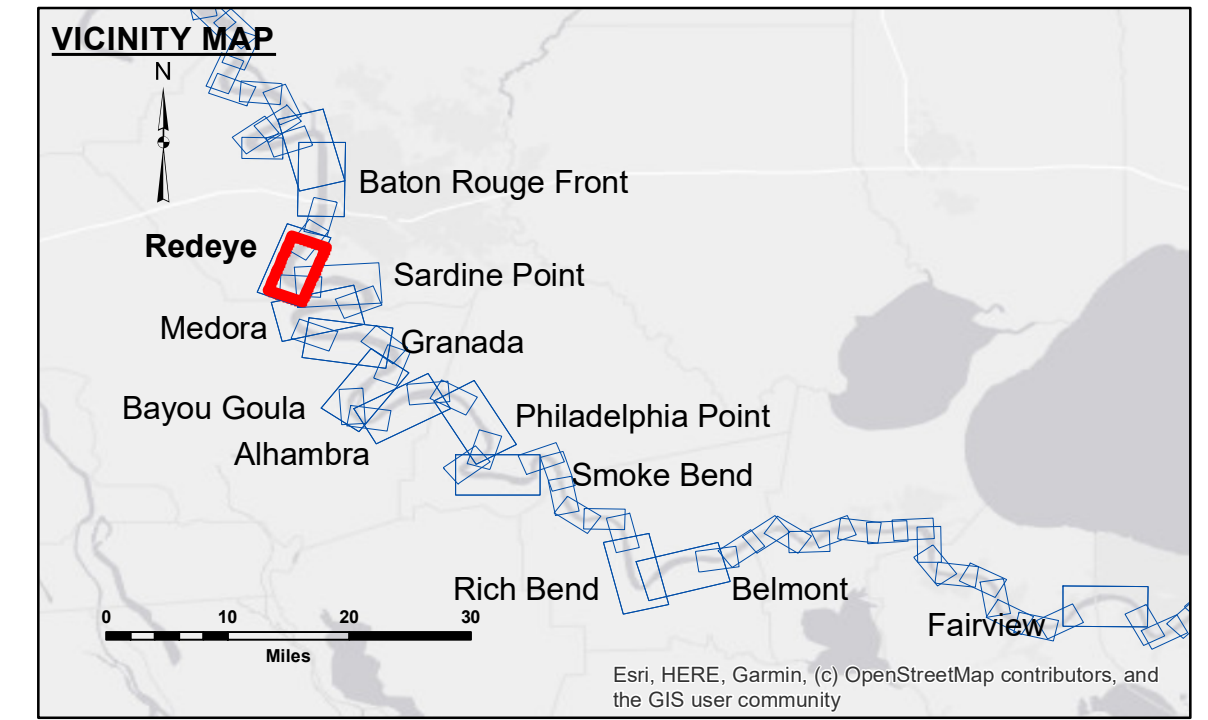 VICINITY MAP
N
Baton Rouge Front
Redeye
Sardine Point
Medora
Granada
Bayou Goula
Philadelphia Point
Alhambra
Smoke Bend
Rich Bend
Belmont
Fairview
0 10 20 30
Miles
Esri, HERE, Garmin, (c) OpenStreetMap contributors, and
the GIS user community